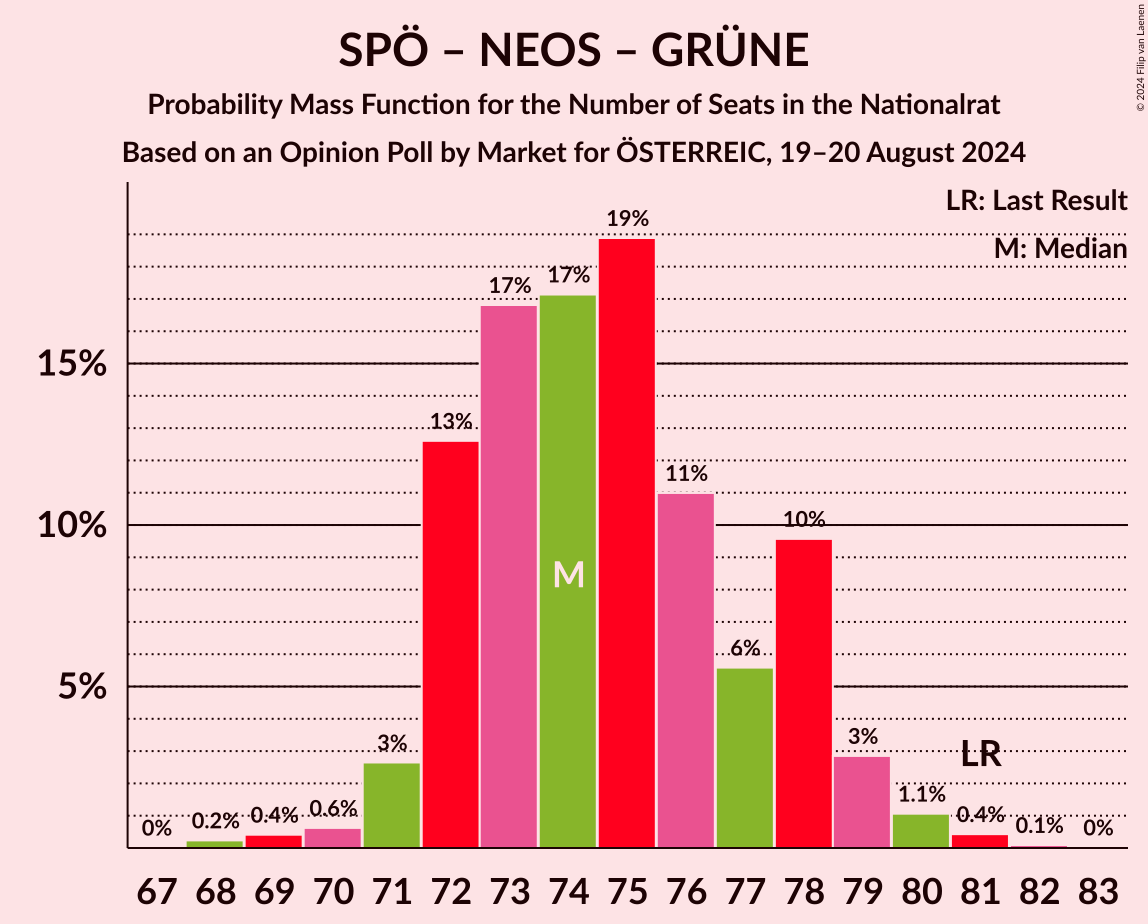 SPÖ – NEOS – GRÜNE
Probability Mass Function for the Number of Seats in the Nationalrat
Based on an Opinion Poll by Market for ÖSTERREIC, 19–20 August 2024
© 2024 Filip van Laenen
LR: Last Result
M: Median
19%
17%
17%
15%
13%
11%
10%
10%
M
6%
5%
3%
3%
LR
1.1%
0%
0.2%
0.4%
0.6%
0.4%
0.1%
0%
67 68 69 70 71 72 73 74 75 76 77 78 79 80 81 82 83